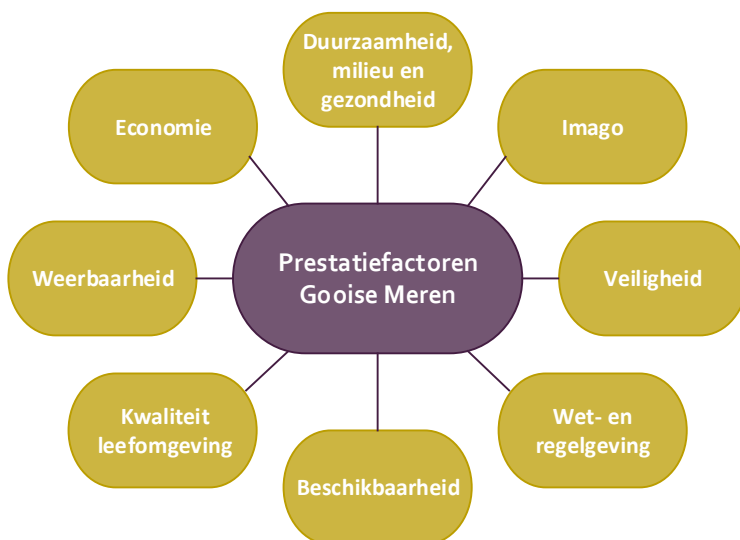 Duurzaamheid,
milieu en
gezondheid
Economie
Imago
Weerbaarheid
Prestatiefactoren
Gooise Meren
Veiligheid
Kwaliteit
leefomgeving
Wet- en
regelgeving
Beschikbaarheid